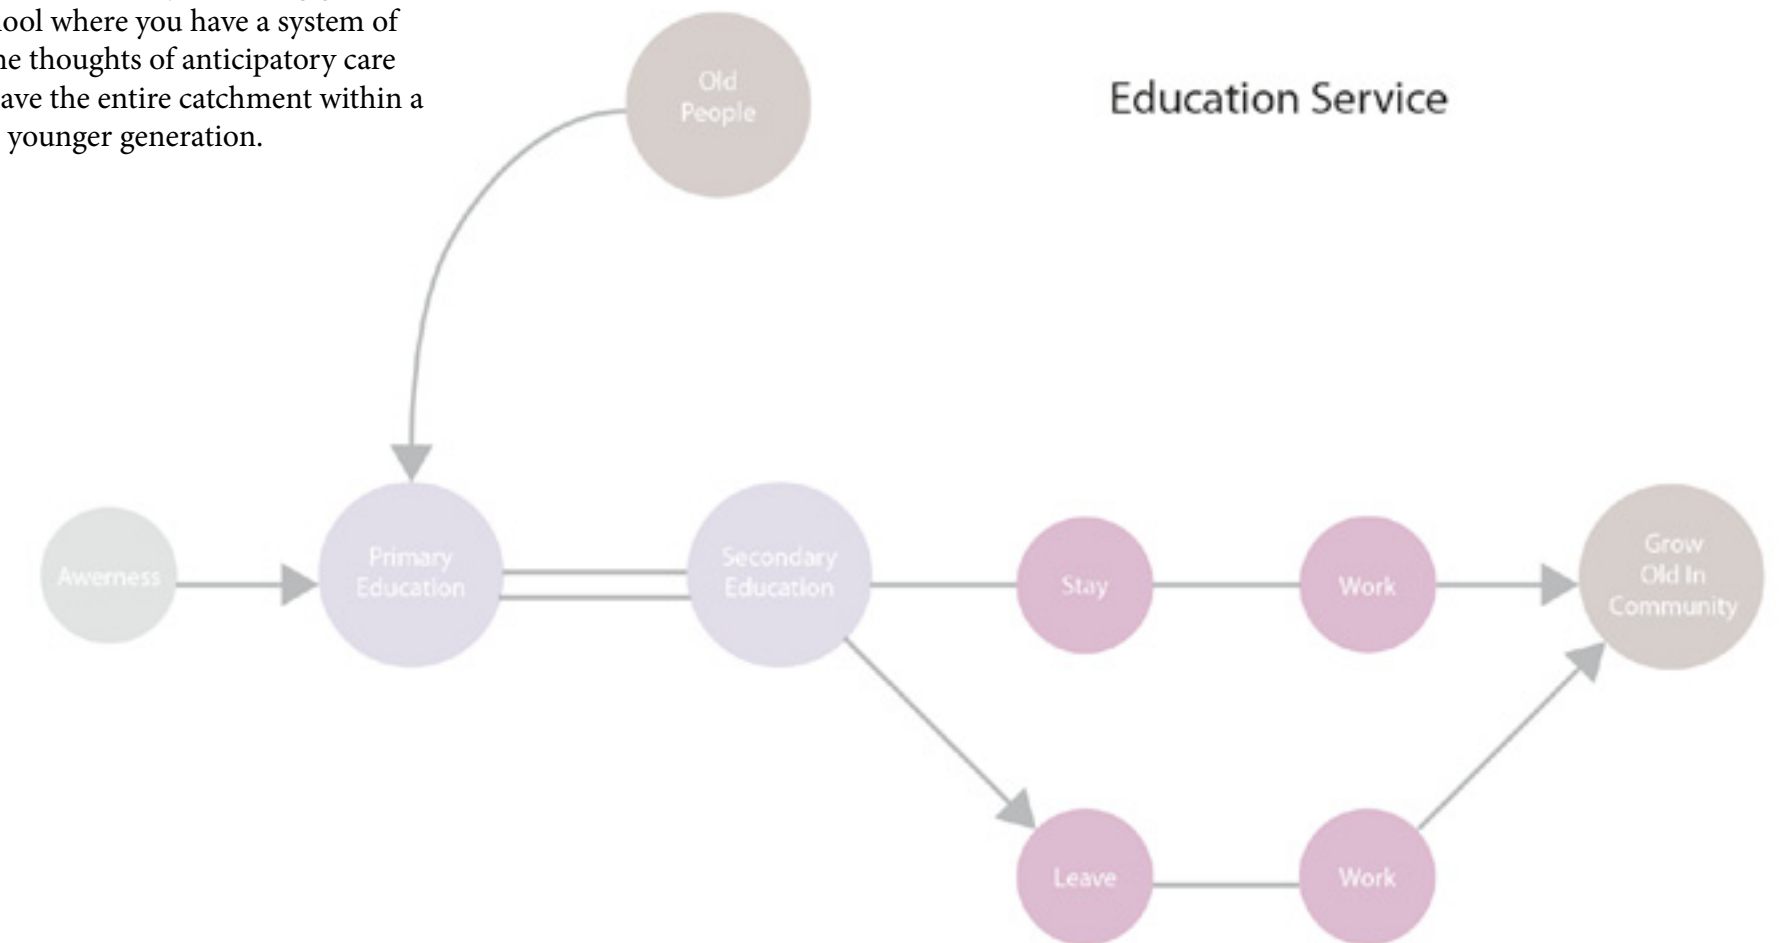 ool where you have a system of
ne thoughts of anticipatory care
ave the entire catchment within a
younger generation.
Education Service
Old
People
Awerness
Primary
Education
Secondary
Education
Stay
Work
Grow
Old In
Community
Leave
Work